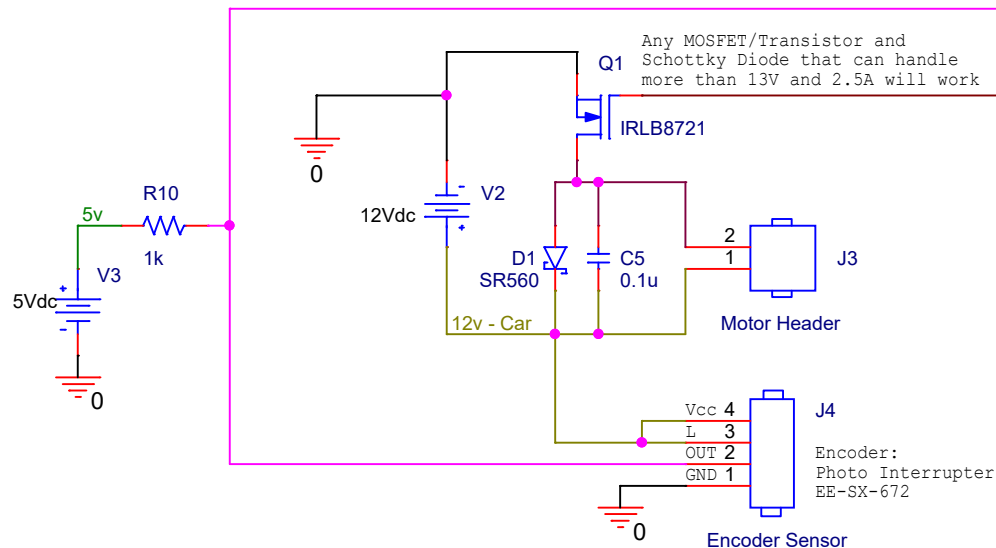 Any MOSFET/Transistor and
Schottky Diode that can handle
more than 13V and 2.5A will work
Q1
IRLB8721
0
R10
V2
5v
12Vdc
1k
2
1
J3
D1
SR560
C5
0.1u
V3
5Vdc
12v - Car
Motor Header
0
Vcc 4
L 3
OUT 2
GND 1
J4
Encoder:
Photo Interrupter
EE-SX-672
0
Encoder Sensor